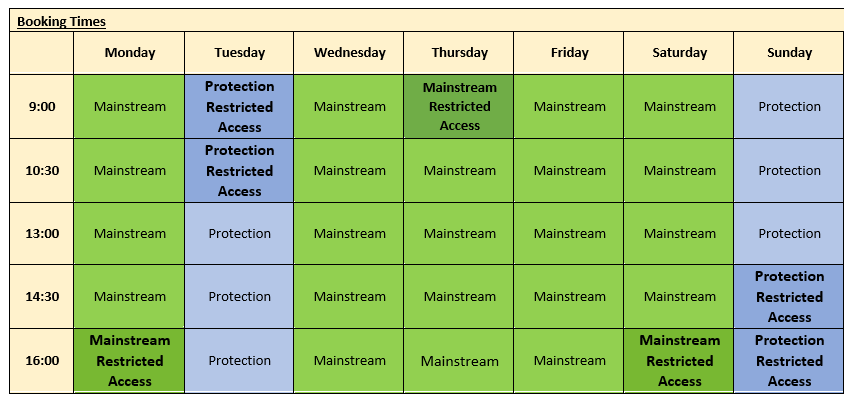 Booking Times
Monday Tuesday Wednesday Thursday Friday Saturday Sunday
9:00 Mainstream Protection Restricted Access Mainstream Mainstream Restricted Access Mainstream Mainstream Protection
10:30 Mainstream Protection Restricted Access Mainstream Mainstream Mainstream Mainstream Protection
13:00 Mainstream Protection Mainstream Mainstream Mainstream Mainstream Protection
14:30 Mainstream Protection Mainstream Mainstream Mainstream Mainstream Protection Restricted Access
16:00 Mainstream Restricted Access Protection Mainstream Mainstream Mainstream Mainstream Restricted Access Protection Restricted Access